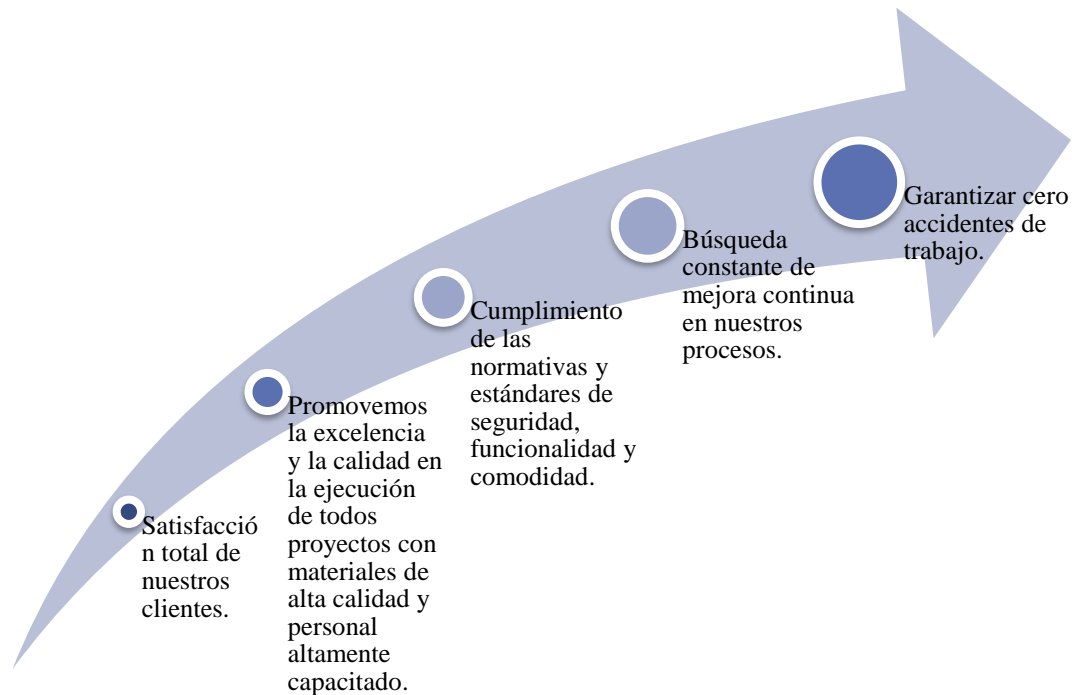 Satisfacció
n total de
nuestros
clientes.
Promovemos
la excelencia
y la calidad en
la ejecución
de todos
proyectos con
materiales de
alta calidad y
personal
altamente
capacitado.
Cumplimiento
de las
normativas y
estándares de
seguridad,
funcionalidad y
comodidad.
Búsqueda
constante de
mejora continua
en nuestros
procesos.
Garantizar cero
accidentes de
trabajo.